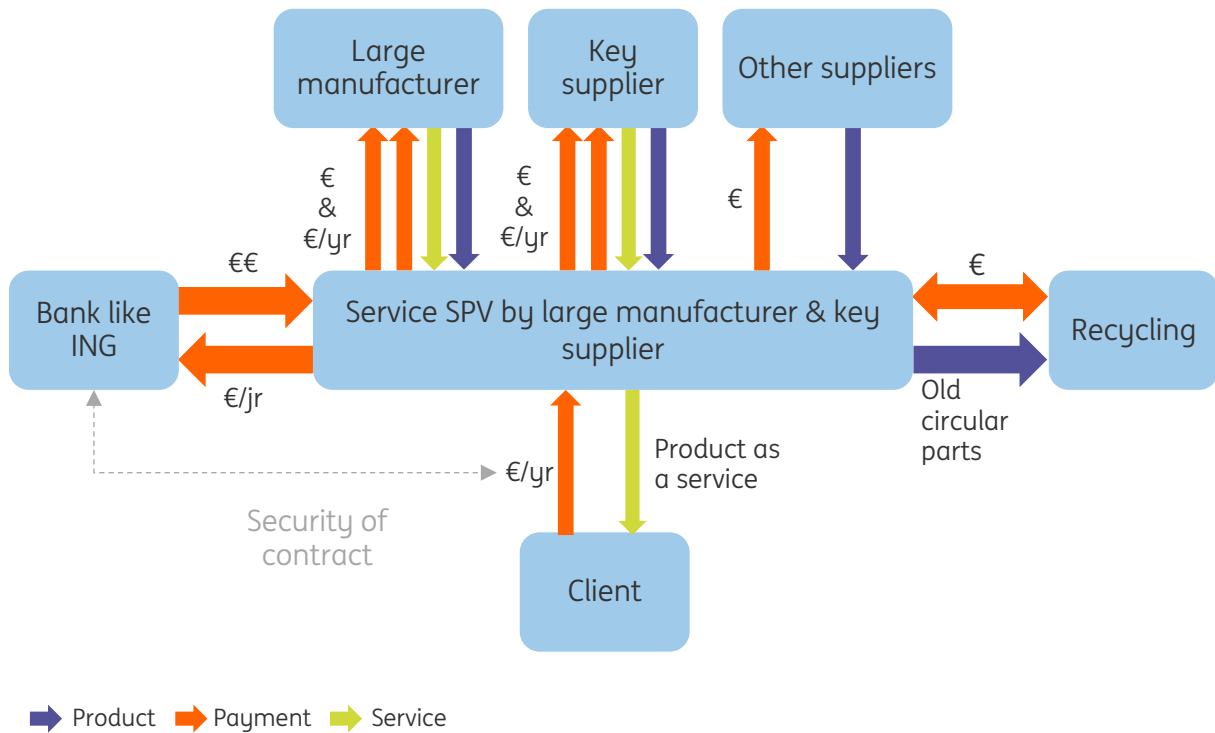 Large
manufacturer
Key
supplier
Other suppliers
€
&
€/yr
€
&
€/yr
€
€€
€
Bank like
ING
Service SPV by large manufacturer & key
supplier
Recycling
€/jr
Old
circular
parts
€/yr
Product as
a service
Security of
contract
Client
Product
Payment
Service